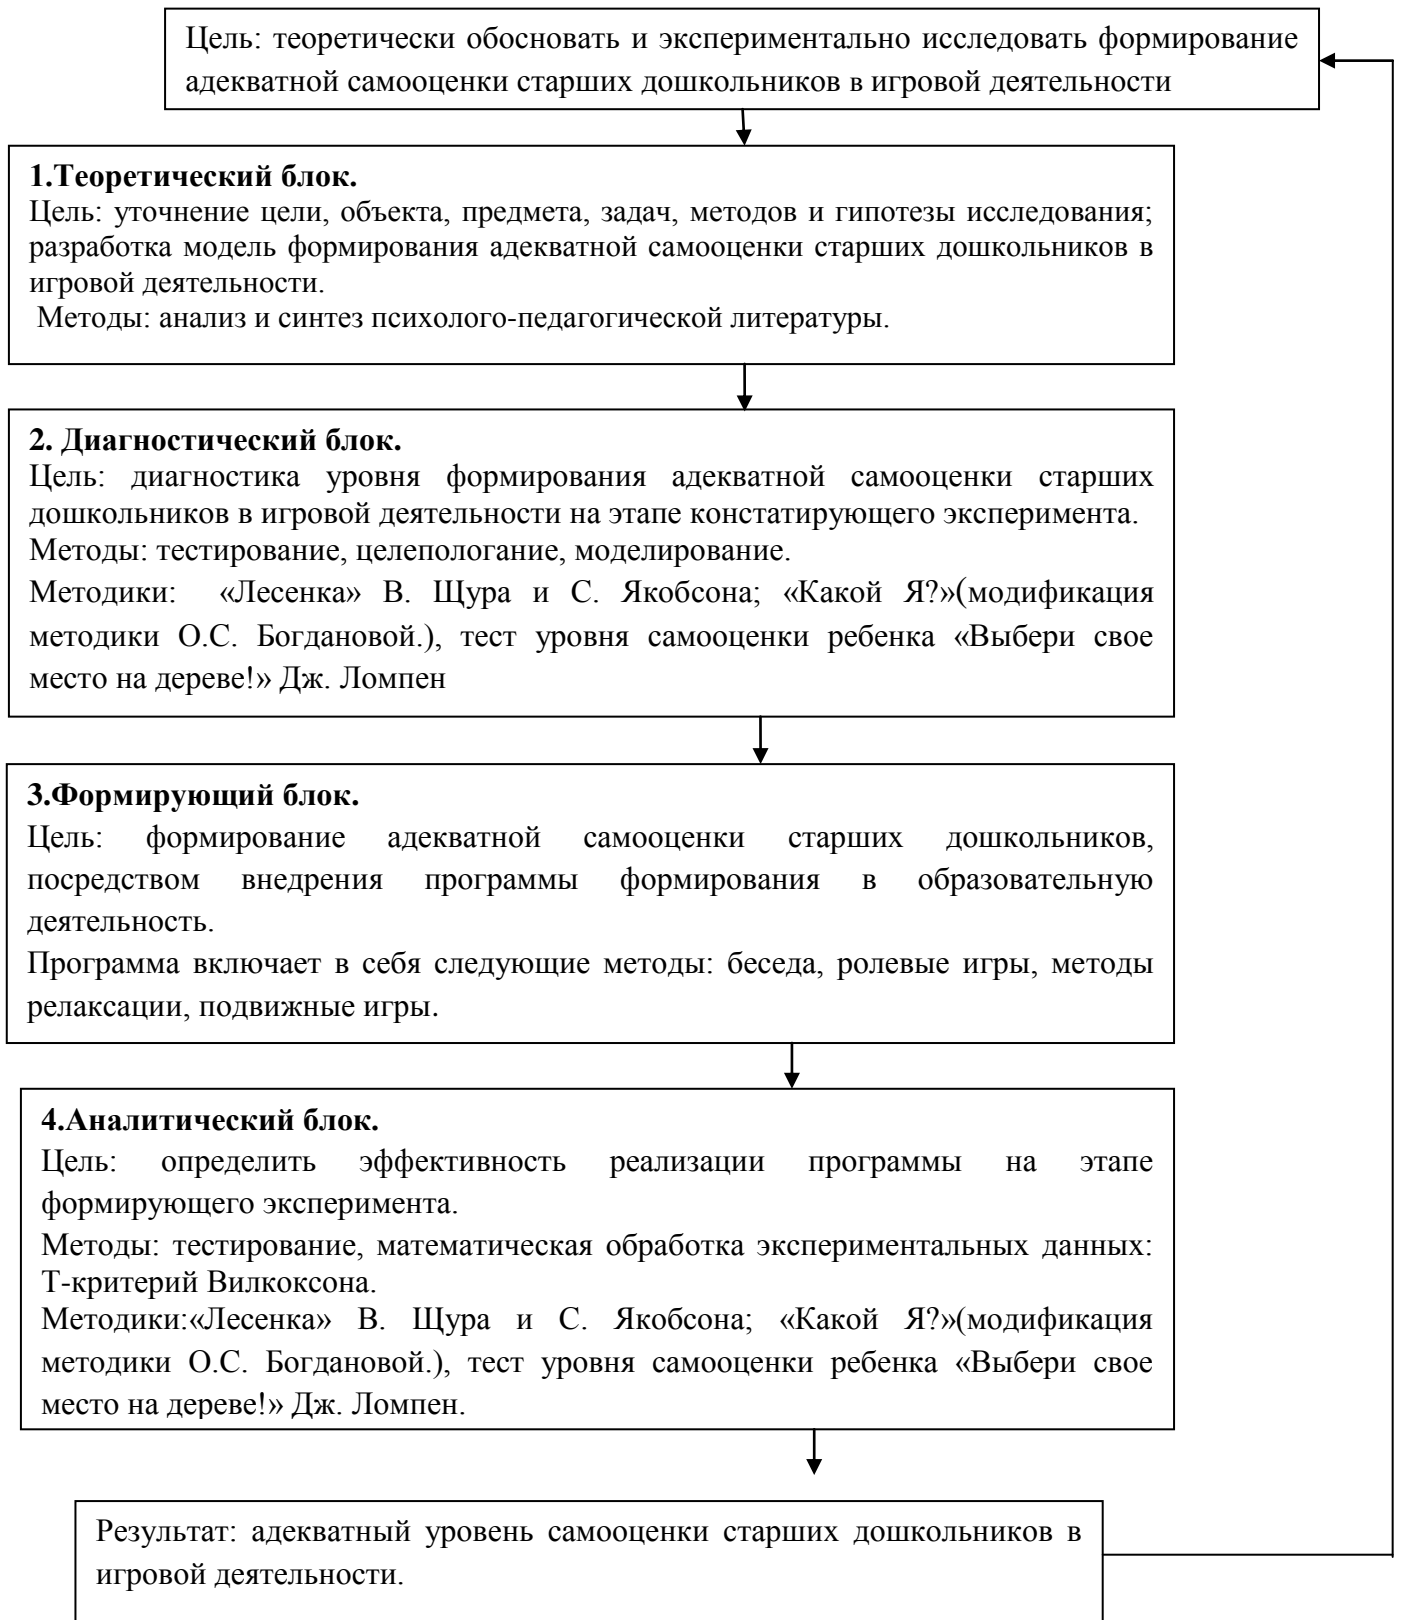 Цель: теоретически обосновать и экспериментально исследовать формирование
адекватной самооценки старших дошкольников в игровой деятельности
1.Теоретический блок.
Цель: уточнение цели, объекта, предмета, задач, методов и гипотезы исследования;
разработка модель формирования адекватной самооценки старших дошкольников в
игровой деятельности.
Методы: анализ и синтез психолого-педагогической литературы.
2. Диагностический блок.
Цель: диагностика уровня формирования адекватной самооценки старших
дошкольников в игровой деятельности на этапе констатирующего эксперимента.
Методы: тестирование, целепологание, моделирование.
Методики: «Лесенка» В. Щура и С. Якобсона; «Какой Я?»(модификация
методики О.С. Богдановой.), тест уровня самооценки ребенка «Выбери свое
место на дереве!» Дж. Ломпен
3.Формирующий блок.
Цель: формирование адекватной самооценки старших дошкольников,
посредством внедрения программы формирования в образовательную
деятельность.
Программа включает в себя следующие методы: беседа, ролевые игры, методы
релаксации, подвижные игры.
4.Аналитический блок.
Цель: определить эффективность реализации программы на этапе
формирующего эксперимента.
Методы: тестирование, математическая обработка экспериментальных данных:
Т-критерий Вилкоксона.
Методики:«Лесенка» В. Щура и С. Якобсона; «Какой Я?»(модификация
методики О.С. Богдановой.), тест уровня самооценки ребенка «Выбери свое
место на дереве!» Дж. Ломпен.
Результат: адекватный уровень самооценки старших дошкольников в
игровой деятельности.